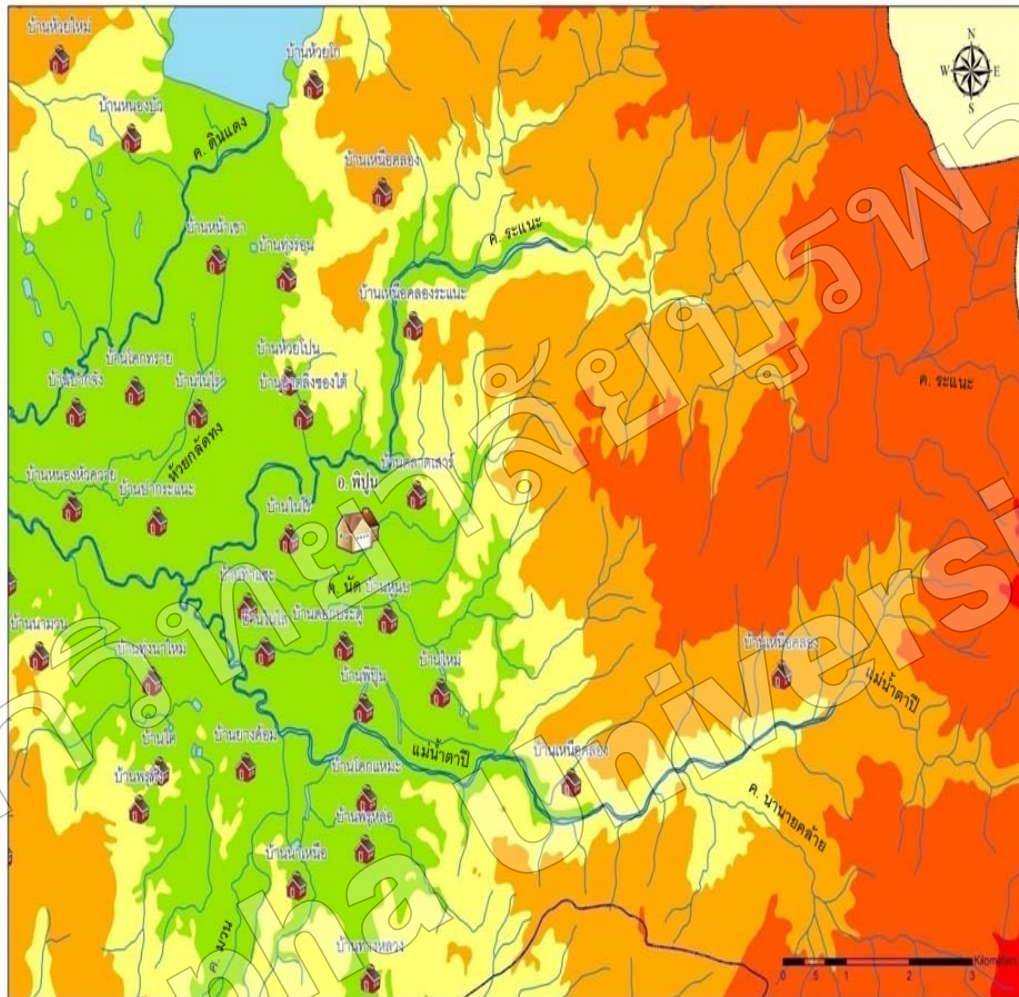 บ้านห้วยใหม่
บ้านห้วยโก
N
W E
S
บ้านหนองบัว
ค. ดินแดง
บ้านเหนือคลอง
บ้านหน้าเขา
บ้านทุ่งร่อน
ค. ระแนะ
บ้านเหนือคลองระแนะ
บ้านห้วยโปน
บ้านโคกทราย
บ้านปากจัง
บ้านในไร่
ค. ระแนะ
ห้วยกลัดทง
บ้านตลาดเสาร์
บ้านหนองหัวควาย
บ้านปากระแนะ
อ. พิปูน
บ้านในไร่
บ้านท่าแซะ
ค. นัด
บ้านหูนบ
บ้านนามวน
บ้านทุ่งนาใหม่
บ้านใหม่
บ้านเหนือคลอง
บ้านพิปูน
แม่น้ำตาปี
บ้านยางค้อม
แม่น้ำตาปี
บ้านเหนือคลอง
บ้านโคกแหมะ
ค. นานายคล้าย
บ้านพรุหล่อ
บ้านนาเหนือ
ค. มวน
บ้านทางหลวง
Kilometers
0 .5 1 2 3